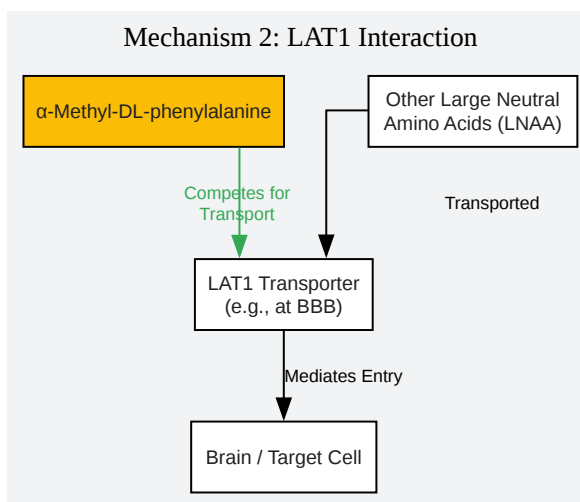 Mechanism 2: LAT1 Interaction
α-Methyl-DL-phenylalanine
Other Large Neutral
Amino Acids (LNAA)
Competes for
Transport
Transported
LAT1 Transporter
(e.g., at BBB)
Mediates Entry
Brain / Target Cell